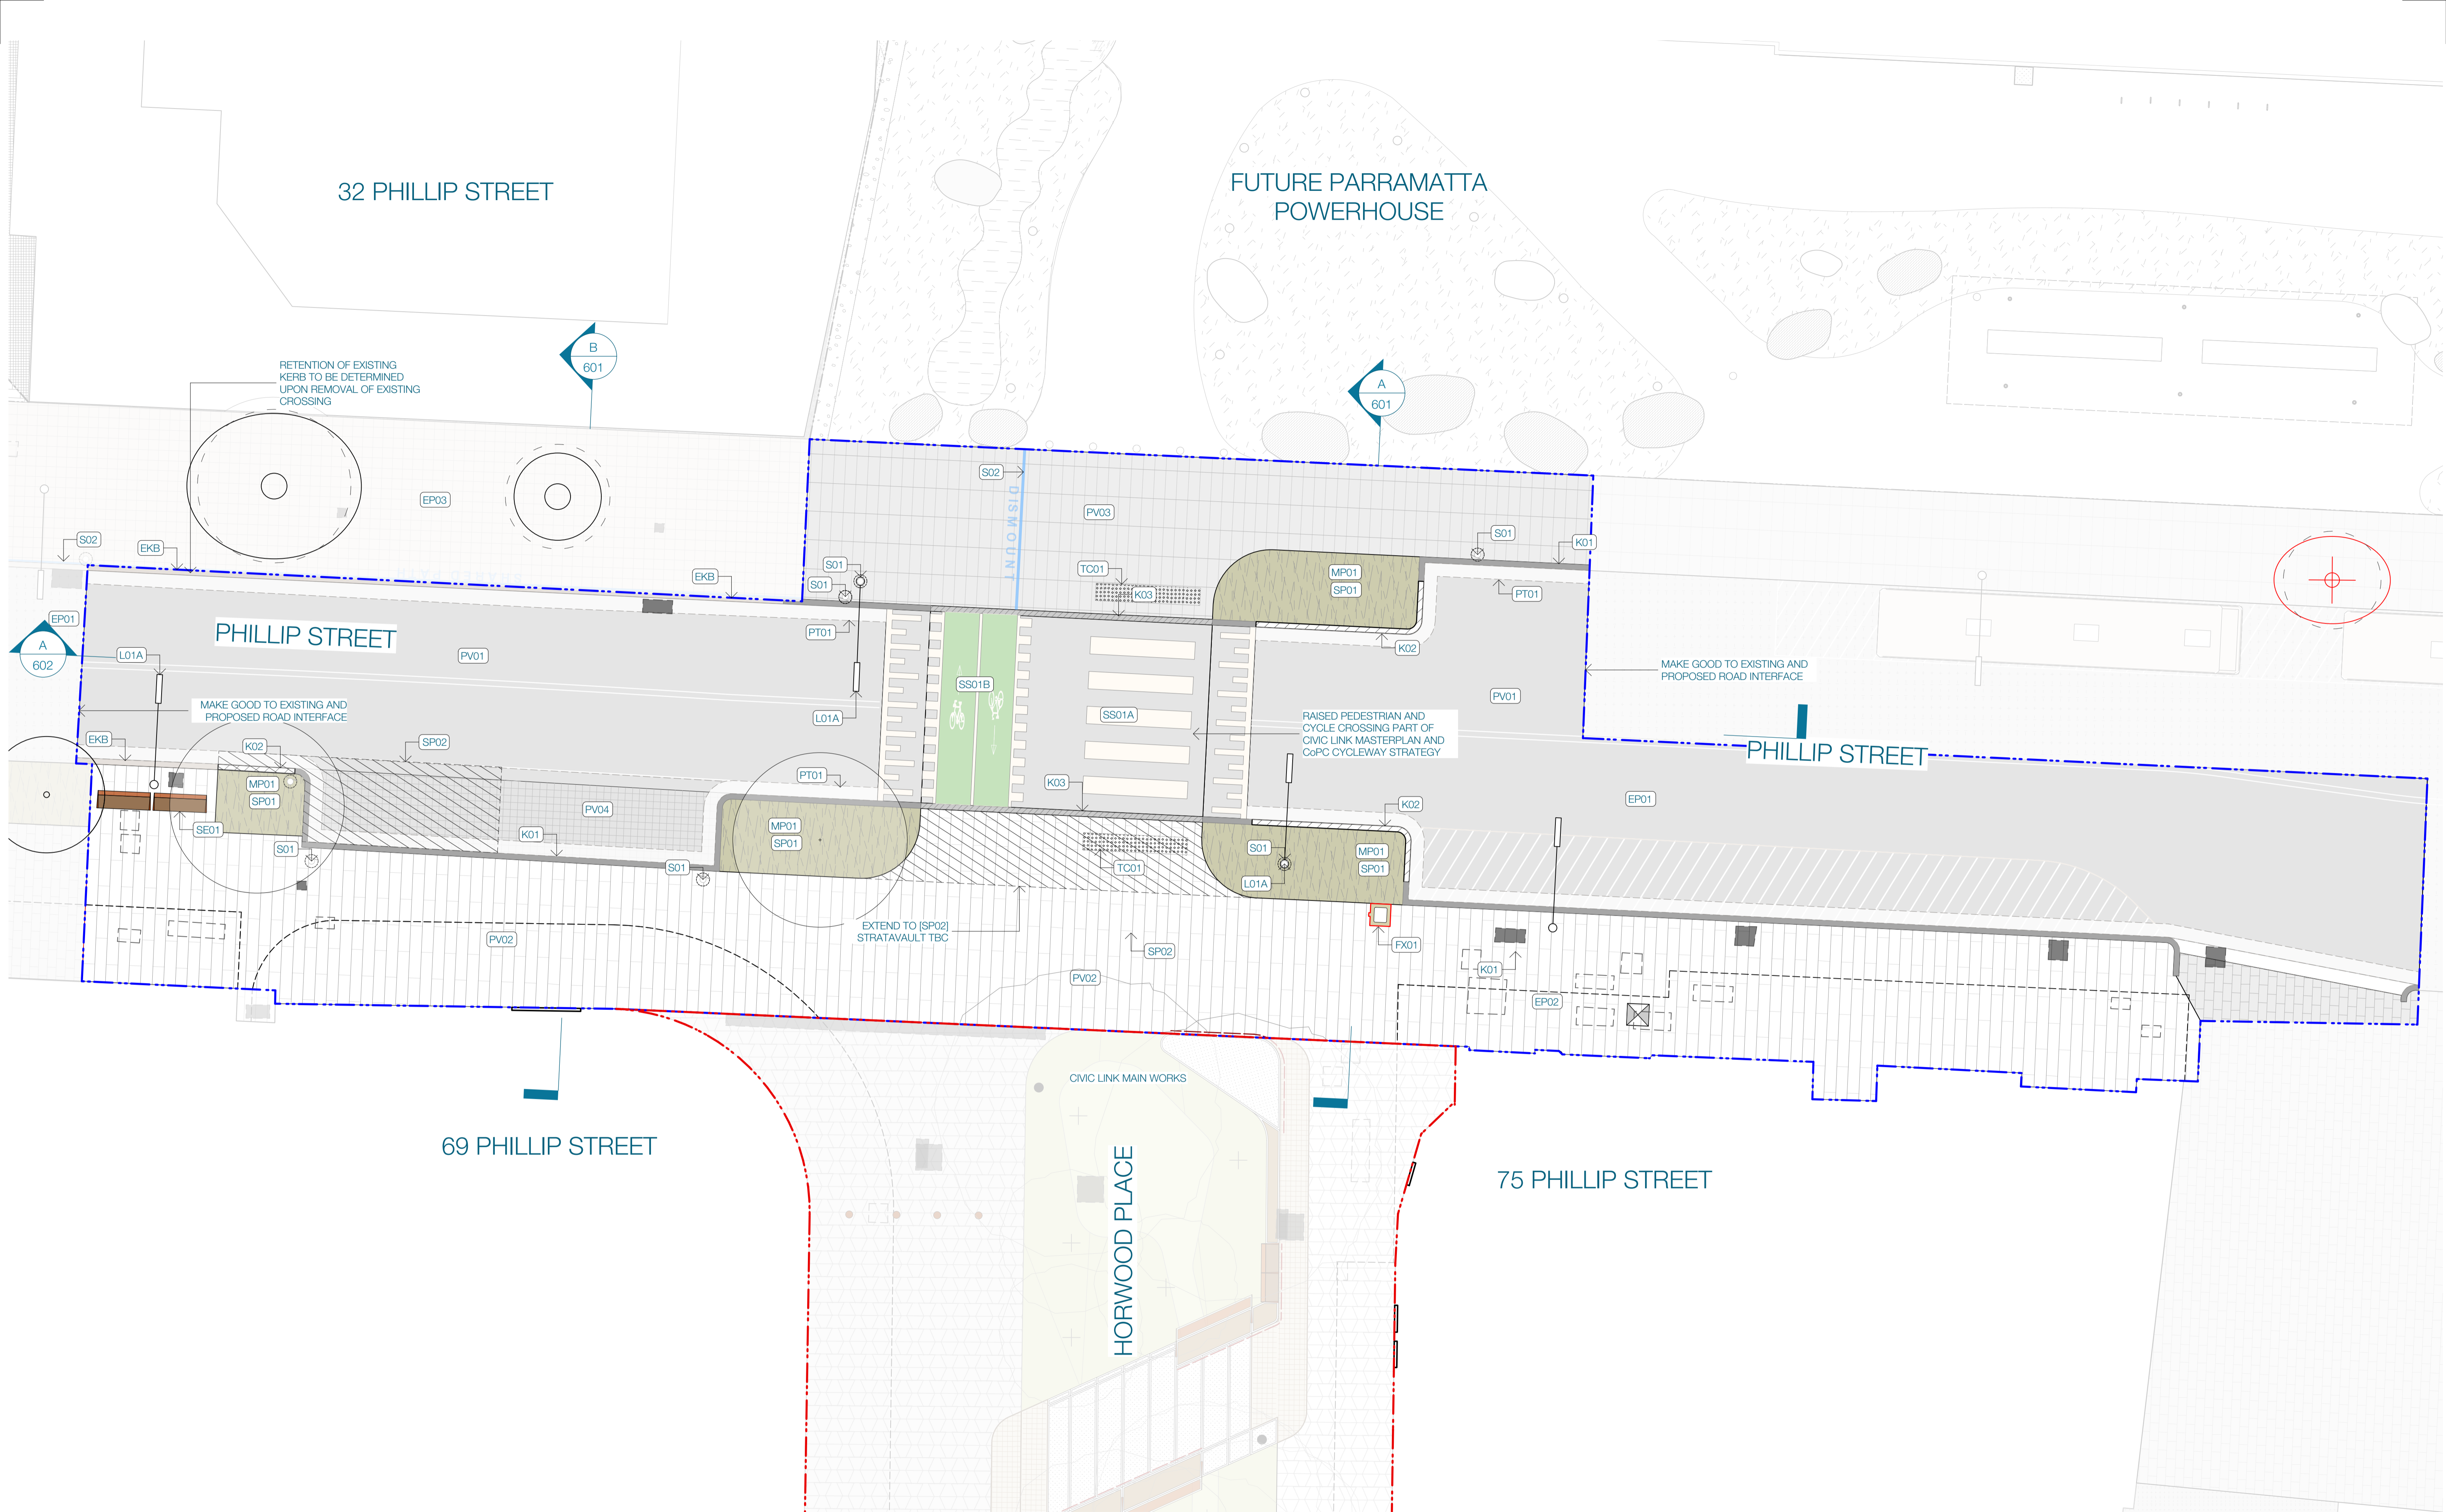 32 PHILLIP STREET
FUTURE PARRAMATTA
POWERHOUSE
B
601
A
601
RETENTION OF EXISTING
KERB TO BE DETERMINED
UPON REMOVAL OF EXISTING
CROSSING
S02
EP03
DISMOUNT
PV03
S02
EKB
S01
K01
S01
TC01
MP01
SP01
EKB
S01
K03
PT01
EP01
PHILLIP STREET
PT01
A
602
L01A
PV01
K02
SS01B
MAKE GOOD TO EXISTING AND
PROPOSED ROAD INTERFACE
PV01
MAKE GOOD TO EXISTING AND
PROPOSED ROAD INTERFACE
L01A
SS01A
RAISED PEDESTRIAN AND
CYCLE CROSSING PART OF
CIVIC LINK MASTERPLAN AND
CoPC CYCLEWAY STRATEGY
EKB
K02
SP02
PHILLIP STREET
MP01
SP01
PT01
K03
PV04
K02
EP01
SE01
K01
MP01
SP01
S01
S01
MP01
SP01
S01
TC01
L01A
EXTEND TO [SP02]
STRATAVAULT TBC
PV02
SP02
FX01
PV02
K01
EP02
CIVIC LINK MAIN WORKS
69 PHILLIP STREET
HORWOOD PLACE
75 PHILLIP STREET